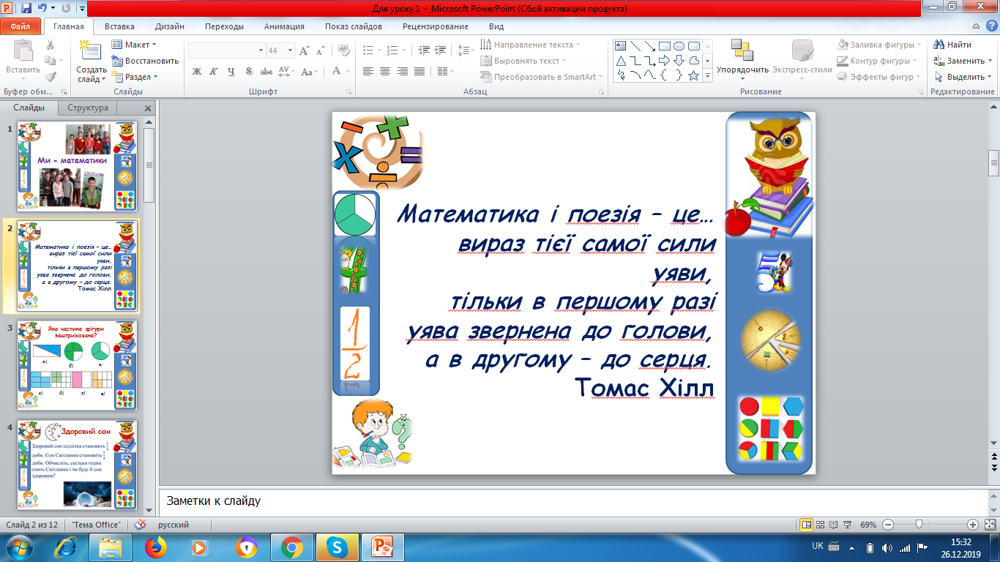 Для уроку 1 - Microsoft PowerPoint (Сбой активации продукта)
Файл Главная Вставка Дизайн Переходы Анимация Показ слайдов Рецензирование Вид
Вставить
Создать слайд
Макет
Восстановить
Раздел
44
Ж К Ч S abc AV Aa A
Направление текста
Выровнять текст
Преобразовать в SmartArt
Упорядочить
Экспресс-стили
Заливка фигуры
Контур фигуры
Эффекты фигур
Найти
Заменить
Выделить
Буфер обм... Слайды Шрифт Абзац Рисование Редактирование
Слайды Структура
1
Ми - математики
2
Математика і поезія – це…
вираз тієї самої сили
уяви,
тільки в першому разі
уява звернена до голови,
а в другому – до серця.
Томас Хілл
3
Яка частина фігури
заштрихована?
а) б) в)
4
Здоровий сон
Здоровий сон підлітка становить 1/3
доби. Сон Світланки становить 1/4
доби. Обчисліть, скільки годин
спить Світланка і чи буде її сон
здоровим?
Математика і поезія – це…
вираз тієї самої сили
уяви,
тільки в першому разі
уява звернена до голови,
а в другому – до серця.
Томас Хілл
1
2
Заметки к слайду
Слайд 2 из 12 "Тема Office" русский 69%
UK 15:32
26.12.2019